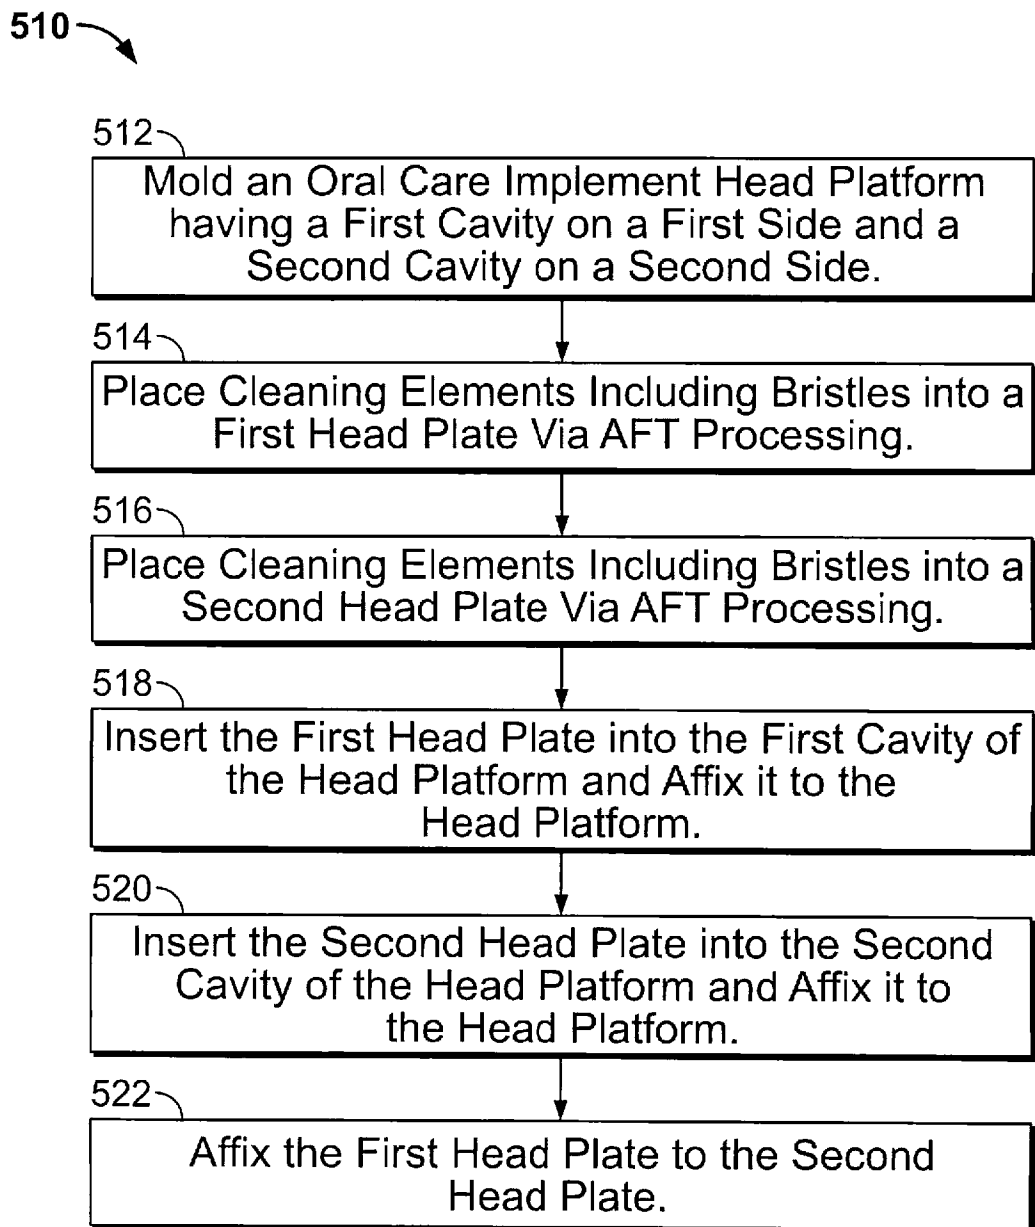 510
512
Mold an Oral Care Implement Head Platform
having a First Cavity on a First Side and a
Second Cavity on a Second Side.
514
Place Cleaning Elements Including Bristles into a
First Head Plate Via AFT Processing.
516
Place Cleaning Elements Including Bristles into a
Second Head Plate Via AFT Processing.
518
Insert the First Head Plate into the First Cavity of
the Head Platform and Affix it to the
Head Platform.
520
Insert the Second Head Plate into the Second
Cavity of the Head Platform and Affix it to
the Head Platform.
522
Affix the First Head Plate to the Second
Head Plate.